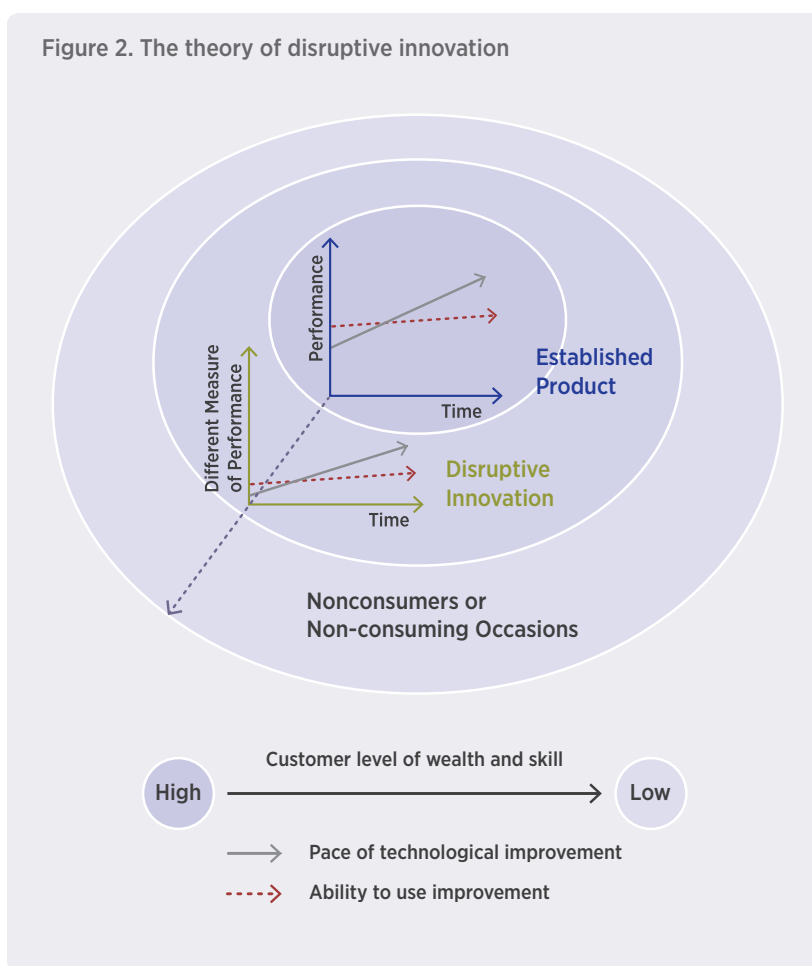 Figure 2. The theory of disruptive innovation
Performance
Time
Established
Product
Different Measure
of Performance
Time
Disruptive
Innovation
Nonconsumers or
Non-consuming Occasions
Customer level of wealth and skill
High
Low
Pace of technological improvement
Ability to use improvement